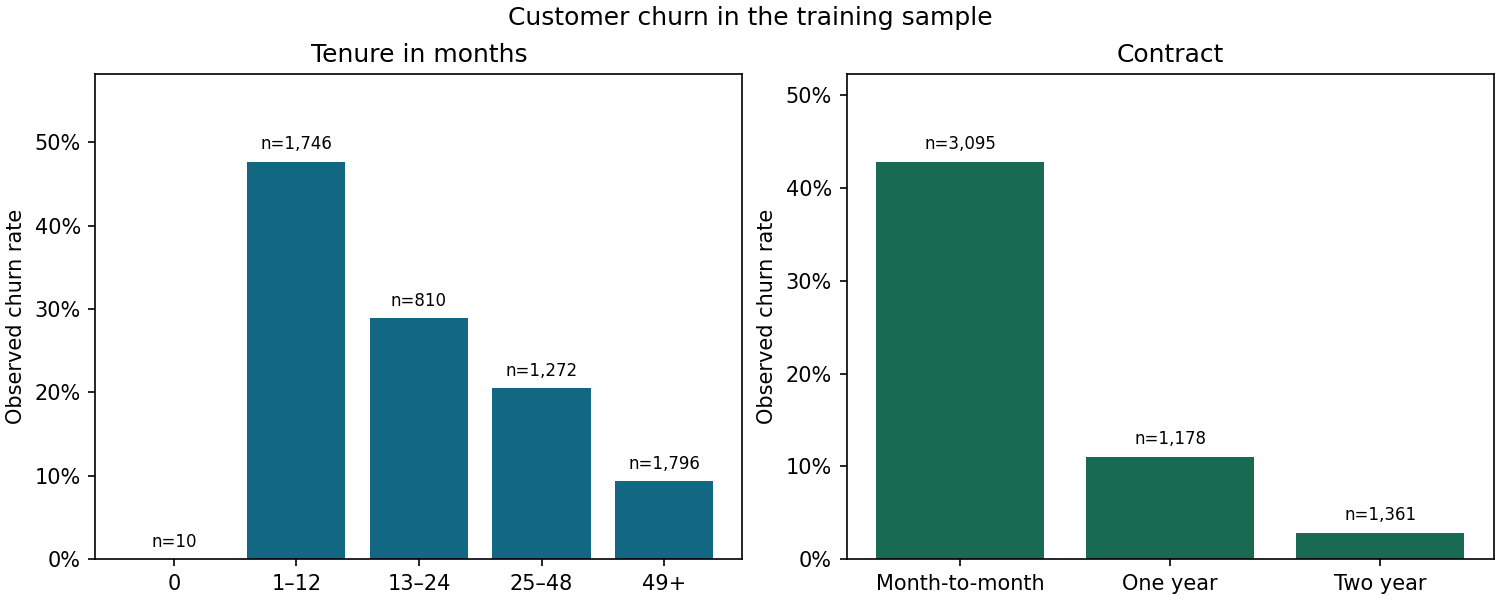 Customer churn in the training sample
Tenure in months
Observed churn rate
50%
40%
30%
20%
10%
0%
n=10
n=1,746
n=810
n=1,272
n=1,796
0
1–12
13–24
25–48
49+
Contract
Observed churn rate
50%
40%
30%
20%
10%
0%
n=3,095
n=1,178
n=1,361
Month-to-month
One year
Two year